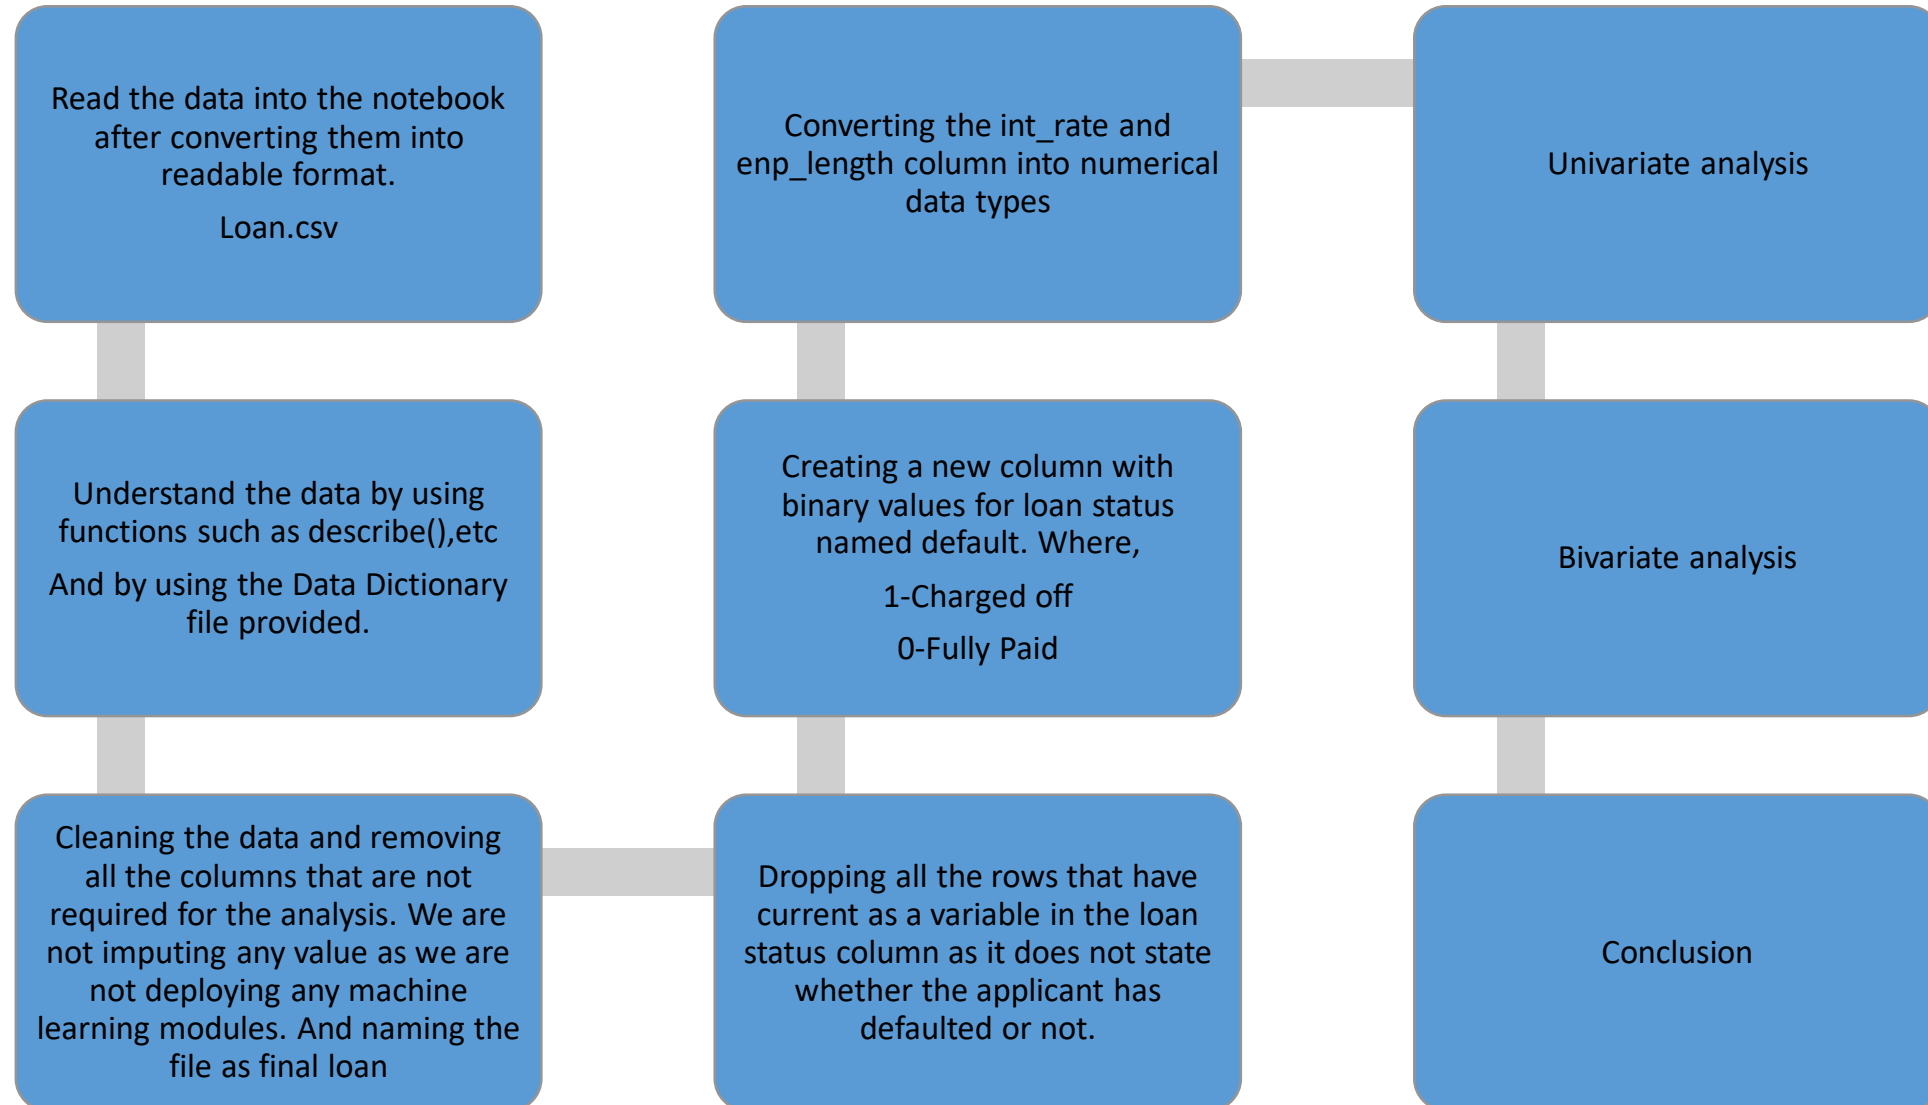 Read the data into the notebook
after converting them into
readable format.
Loan.csv
Understand the data by using
functions such as describe(),etc
And by using the Data Dictionary
file provided.
Cleaning the data and removing
all the columns that are not
required for the analysis. We are
not imputing any value as we are
not deploying any machine
learning modules. And naming the
file as final loan
Dropping all the rows that have
current as a variable in the loan
status column as it does not state
whether the applicant has
defaulted or not.
Creating a new column with
binary values for loan status
named default. Where,
1-Charged off
0-Fully Paid
Converting the int_rate and
enp_length column into numerical
data types
Univariate analysis
Bivariate analysis
Conclusion